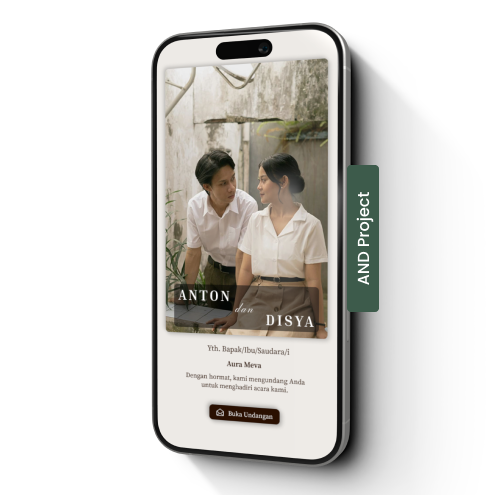 ANTON
dan
DISYA
Yth. Bapak/Ibu/Saudara/i
Aura Meva
Dengan hormat, kami mengundang Anda
untuk menghadiri acara kami.
Buka Undangan
AND Project